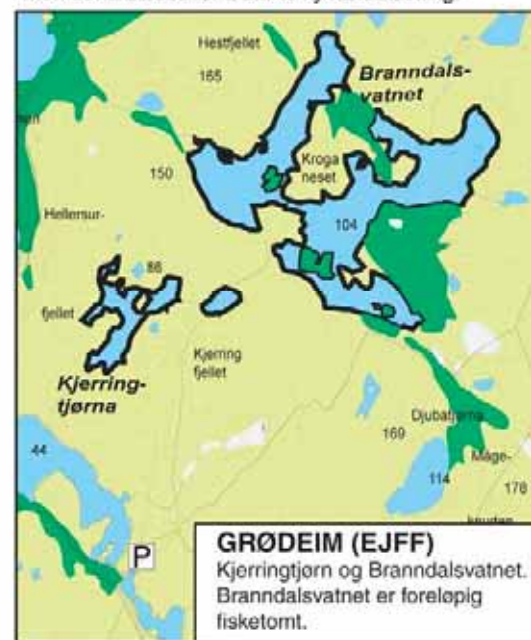 Hestfjellet
165
Branndals-
vatnet
Kroga
neset
150
104
Hellersur-
86
fjellet
Kjerring
fjellet
Kjerring-
tjørna
Djubatjørna
169
Måge-
44
114
178
P
GRØDEIM (EJFF)
Kjerringtjørn og Branndalsvatnet.
Branndalsvatnet er foreløpig
fisketomt.